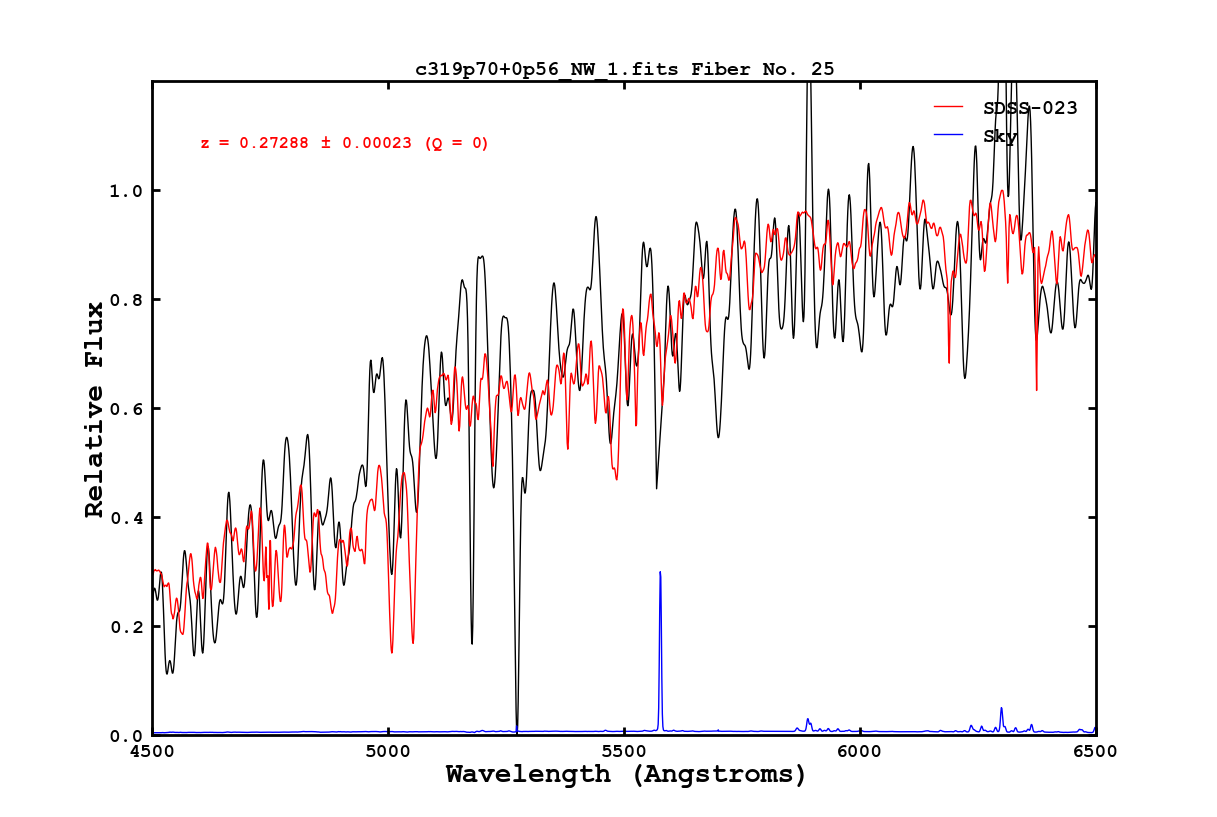 c319p70+0p56_NW_1.fits Fiber No. 25
SDSS-023
Sky
z = 0.27288 ± 0.00023 (Q = 0)
Relative Flux
1.0
0.8
0.6
0.4
0.2
0.0
4500 5000 5500 6000 6500
Wavelength (Angstroms)